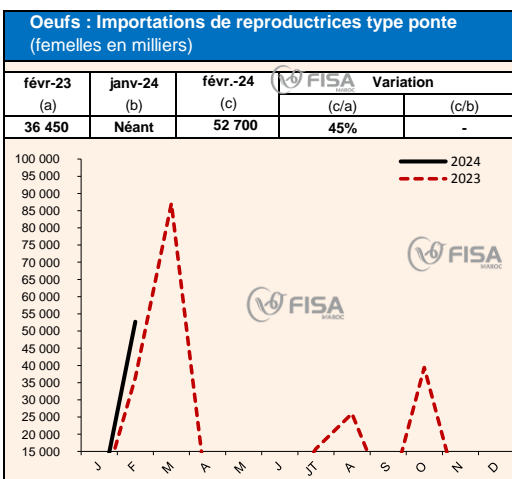 Oeufs : Importations de reproductrices type ponte
(femelles en milliers)
févr-23 janv-24 févr.-24 FISA MAROC Variation
(a) (b) (c) (c/a) (c/b)
36 450 Néant 52 700 45% -
100 000
95 000
90 000
85 000
80 000
75 000
70 000
65 000
60 000
55 000
50 000
45 000
40 000
35 000
30 000
25 000
20 000
15 000
2024
2023
FISA
MAROC
FISA
MAROC
J F M A M J JT A S O N D